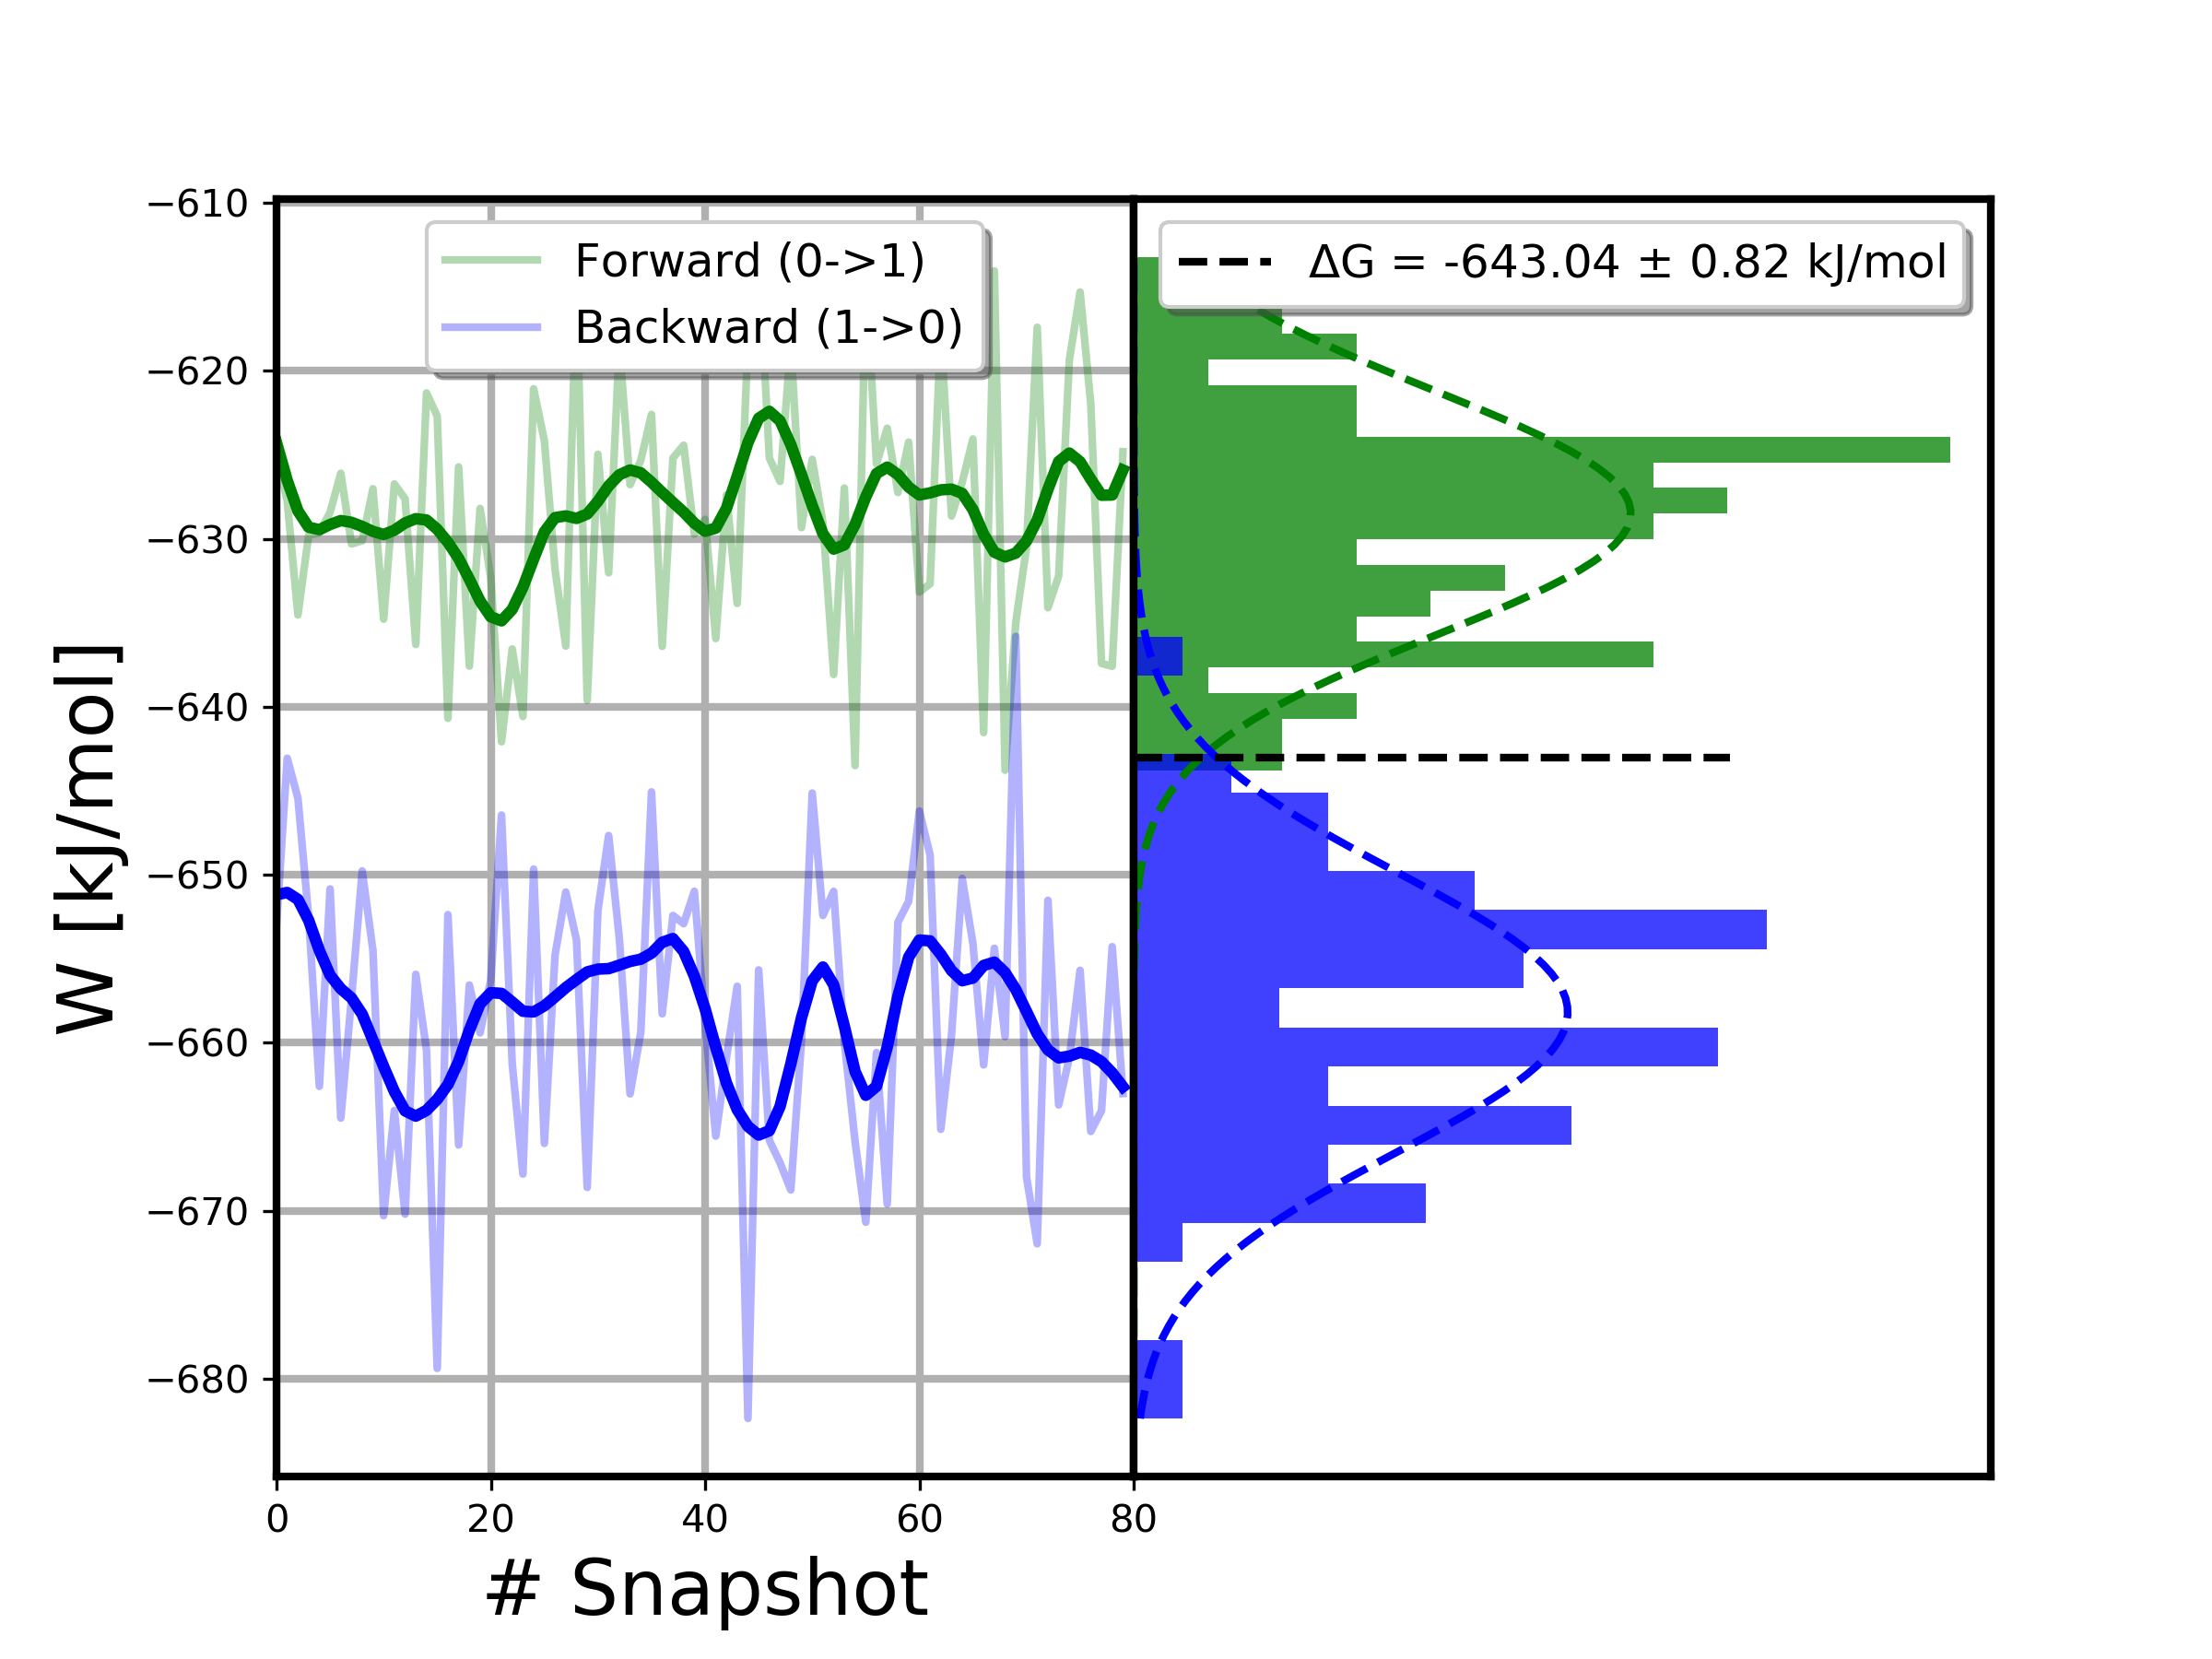 −610
−620
−630
−640
−650
−660
−670
−680
W [kJ/mol]
Forward (0->1)
Backward (1->0)
ΔG = -643.04 ± 0.82 kJ/mol
0 20 40 60 80
# Snapshot